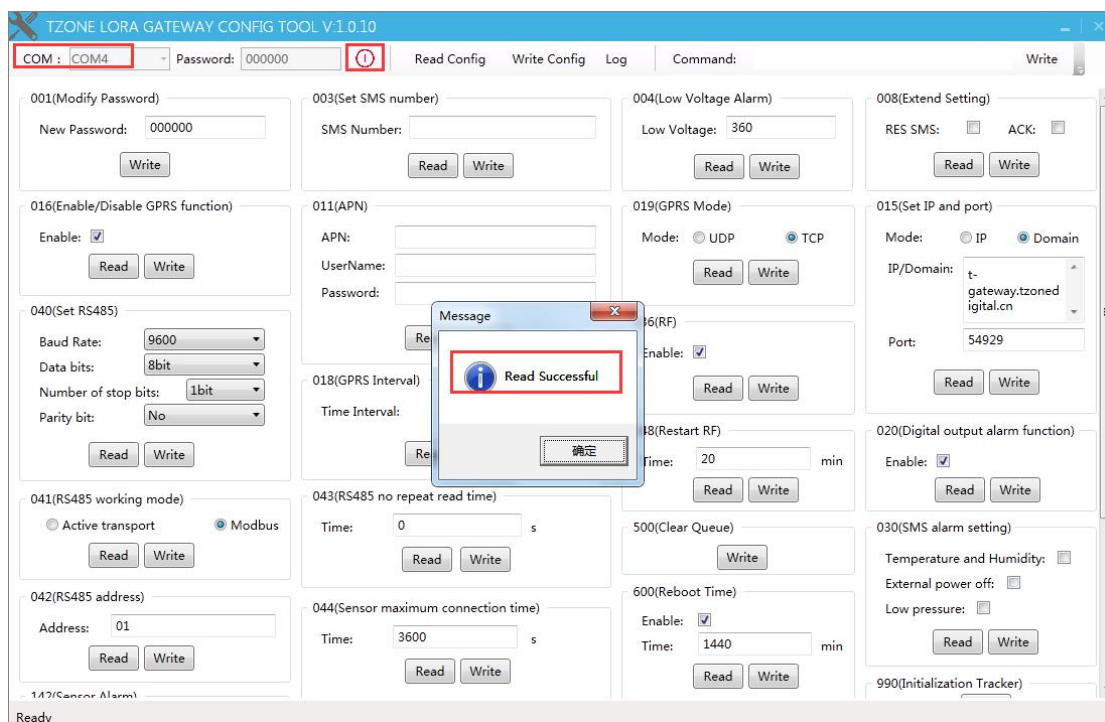 TZONE LORA GATEWAY CONFIG TOOL V:1.0.10
COM : COM4 Password: 000000 Read Config Write Config Log Command: Write
001(Modify Password)
New Password: 000000
Write
003(Set SMS number)
SMS Number:
Read Write
004(Low Voltage Alarm)
Low Voltage: 360
Read Write
008(Extend Setting)
RES SMS: ACK:
Read Write
016(Enable/Disable GPRS function)
Enable:
Read Write
011(APN)
APN:
UserName:
Password:
019(GPRS Mode)
Mode: UDP TCP
Read Write
015(Set IP and port)
Mode: IP Domain
IP/Domain: t-
gateway.tzoned
igital.cn
Port: 54929
Read Write
040(Set RS485)
Baud Rate: 9600
Data bits: 8bit
Number of stop bits: 1bit
Parity bit: No
Read Write
Message
Read Successful
确定
6(RF)
Enable:
Read Write
018(GPRS Interval)
Time Interval:
8(Restart RF)
Time: 20 min
Read Write
020(Digital output alarm function)
Enable:
Read Write
041(RS485 working mode)
Active transport Modbus
Read Write
043(RS485 no repeat read time)
Time: 0 s
Read Write
500(Clear Queue)
Write
030(SMS alarm setting)
Temperature and Humidity:
External power off:
Low pressure:
Read Write
042(RS485 address)
Address: 01
Read Write
044(Sensor maximum connection time)
Time: 3600 s
Read Write
600(Reboot Time)
Enable:
Time: 1440 min
Read Write
142(Sensor Alarm)
990(Initialization Tracker)
Ready